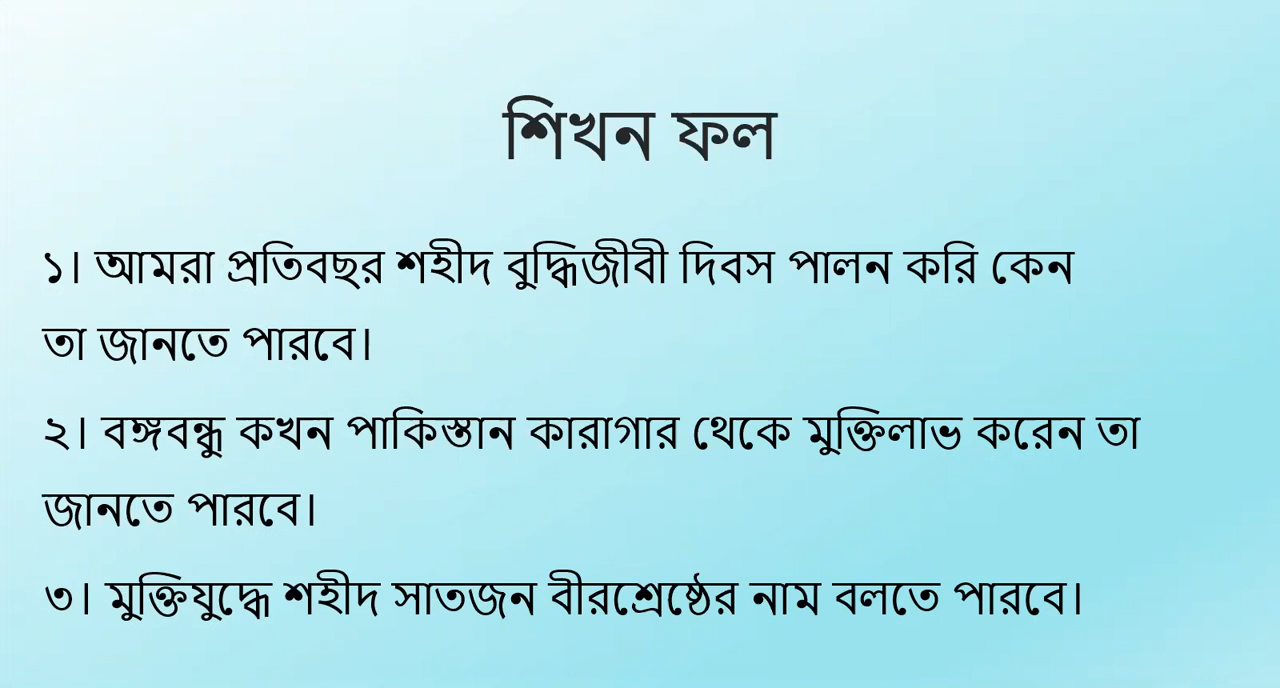 শিখন ফল
১। আমরা প্রতিবছর শহীদ বুদ্ধিজীবী দিবস পালন করি কেন
তা জানতে পারবে।
২। বঙ্গবন্ধু কখন পাকিস্তান কারাগার থেকে মুক্তিলাভ করেন তা
জানতে পারবে।
৩। মুক্তিযুদ্ধে শহীদ সাতজন বীরশ্রেষ্ঠের নাম বলতে পারবে।